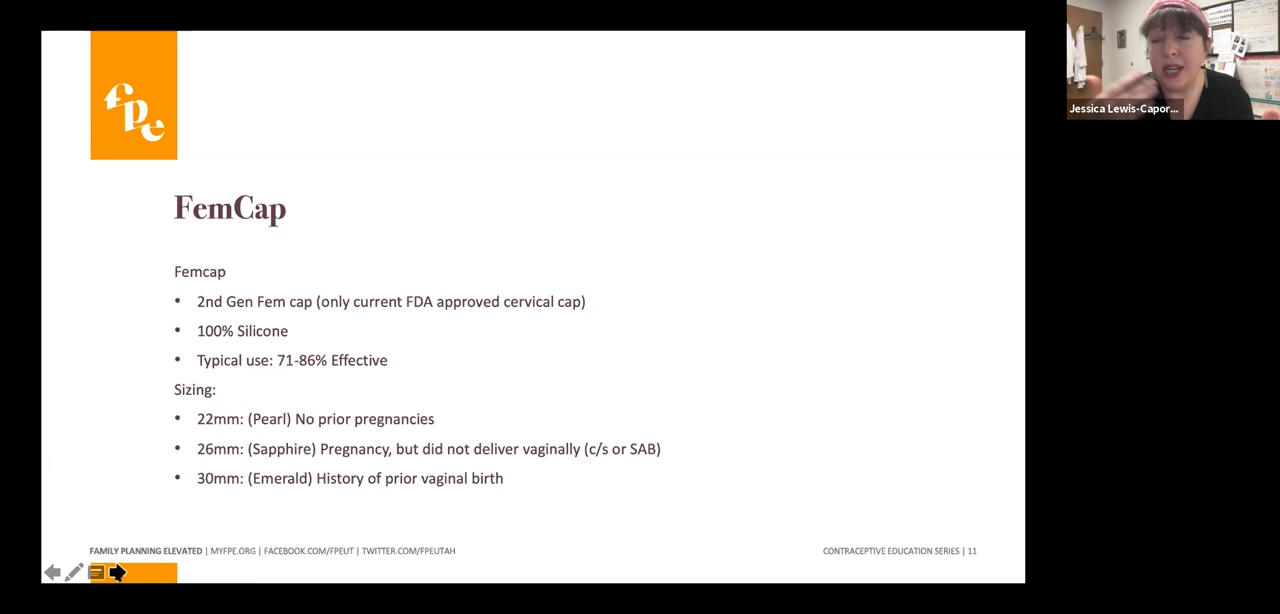 fpe
Jessica Lewis-Capor...
FemCap
Femcap
• 2nd Gen Fem cap (only current FDA approved cervical cap)
• 100% Silicone
• Typical use: 71-86% Effective
Sizing:
• 22mm: (Pearl) No prior pregnancies
• 26mm: (Sapphire) Pregnancy, but did not deliver vaginally (c/s or SAB)
• 30mm: (Emerald) History of prior vaginal birth
FAMILY PLANNING ELEVATED | MYFPE.ORG | FACEBOOK.COM/FPEUT | TWITTER.COM/FPEUTAH
CONTRACEPTIVE EDUCATION SERIES | 11